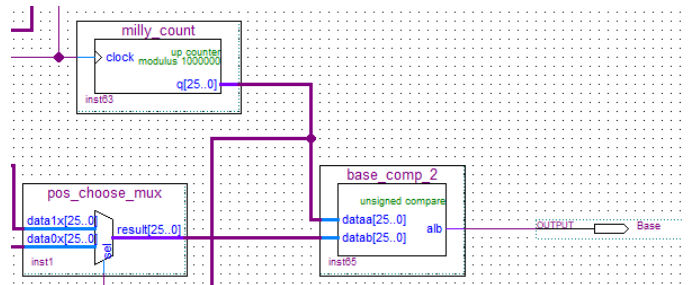 milly_count
up counter
clock
modulus 1000000
q[25..0]
inst63
base_comp_2
unsigned compare
pos_choose_mux
data1x[25..0]
dataa[25..0]
OUTPUT
Base
result[25..0]
alb
data0x[25..0]
datab[25..0]
sel
inst1
inst65